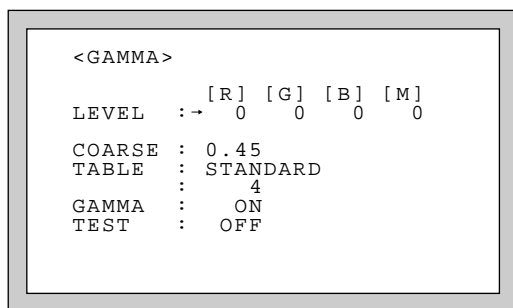 <GAMMA>
[R] [G] [B] [M]
LEVEL :→ 0 0 0 0
COARSE : 0.45
TABLE : STANDARD
: 4
GAMMA : ON
TEST : OFF